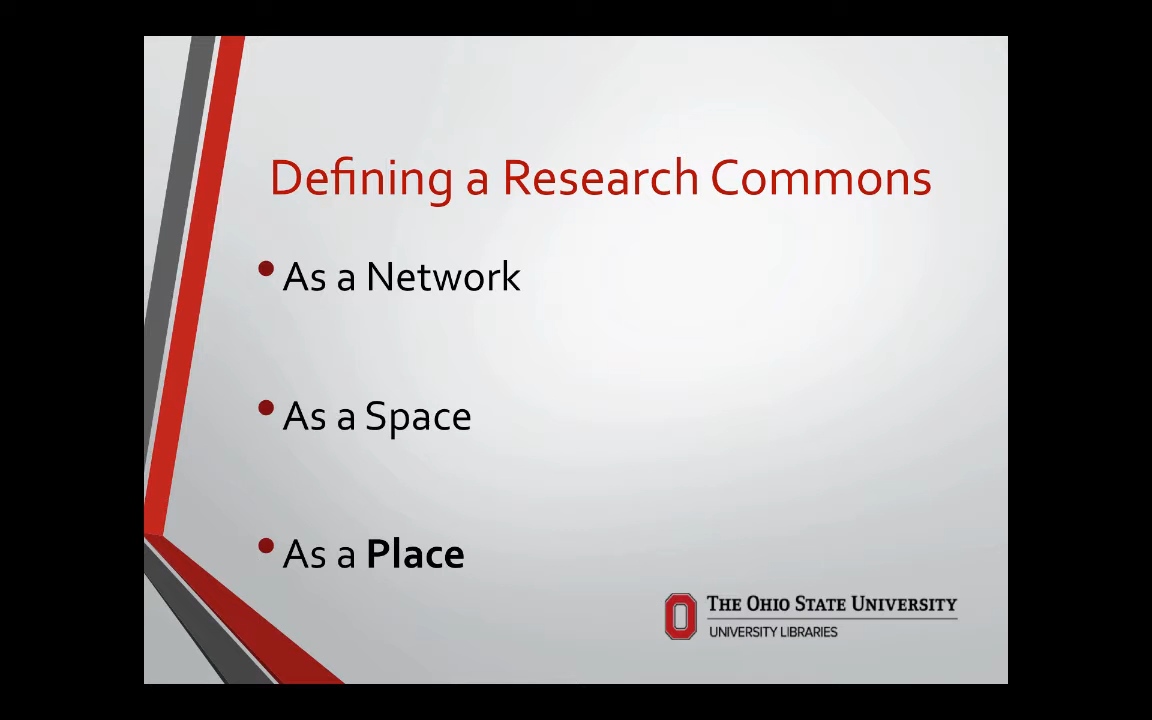 Defining a Research Commons
• As a Network
• As a Space
• As a Place
THE OHIO STATE UNIVERSITY
UNIVERSITY LIBRARIES